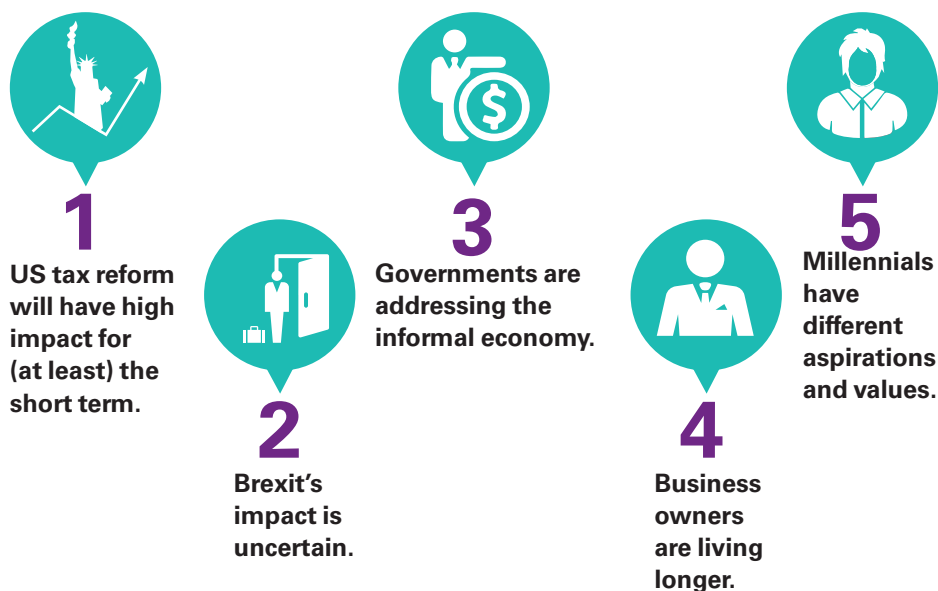 1
US tax reform
will have high
impact for
(at least) the
short term.
2
Brexit’s
impact is
uncertain.
3
Governments are
addressing the
informal economy.
4
Business
owners
are living
longer.
5
Millennials
have
different
aspirations
and values.
$